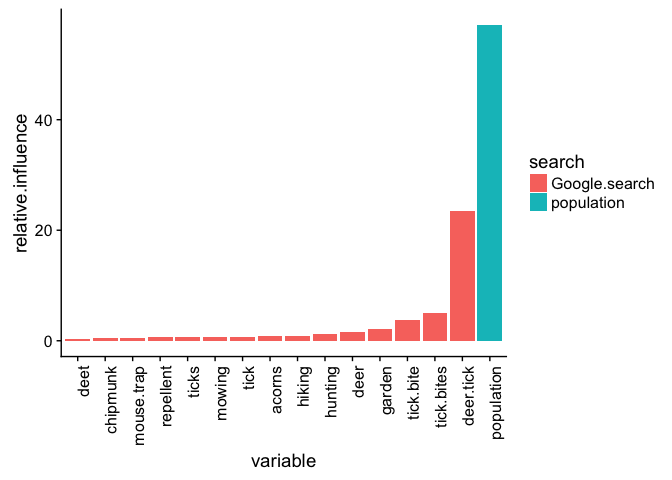 relative.influence
40
20
0
deet
chipmunk
mouse.trap
repellent
ticks
mowing
tick
acorns
hiking
hunting
deer
garden
tick.bite
tick.bites
deer.tick
population
variable
search
Google.search
population